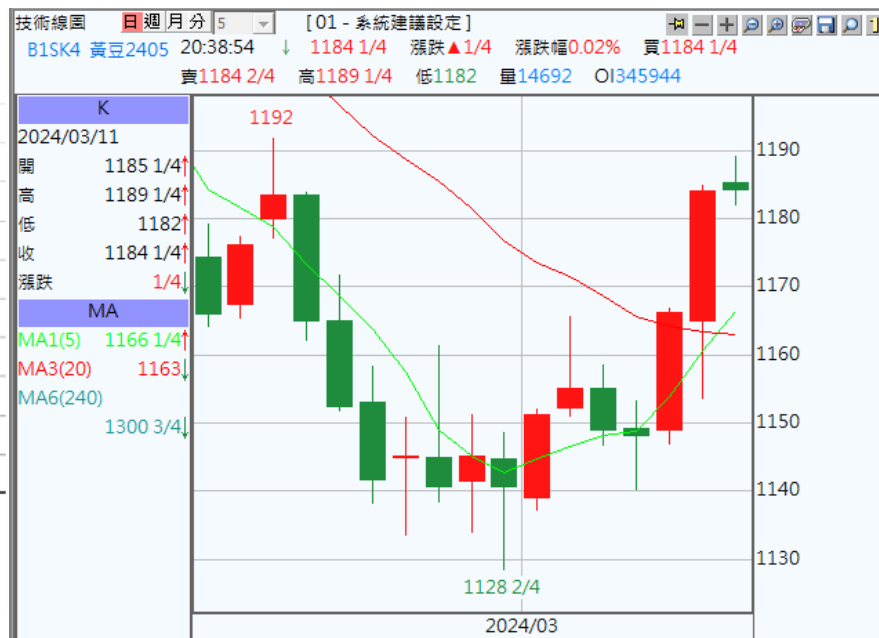 技術線圖 日 週 月 分 5 [ 01 - 系統建議設定 ]
B1SK4 黃豆2405 20:38:54 ↓ 1184 1/4 漲跌▲1/4 漲跌幅0.02% 買1184 1/4
賣1184 2/4 高1189 1/4 低1182 量14692 OI345944
K
2024/03/11
開 1185 1/4↑
高 1189 1/4↑
低 1182↑
收 1184 1/4↑
漲跌 1/4↓
MA
MA1(5) 1166 1/4↑
MA3(20) 1163↓
MA6(240)
1300 3/4↓
1192
1128 2/4
1190
1180
1170
1160
1150
1140
1130
2024/03